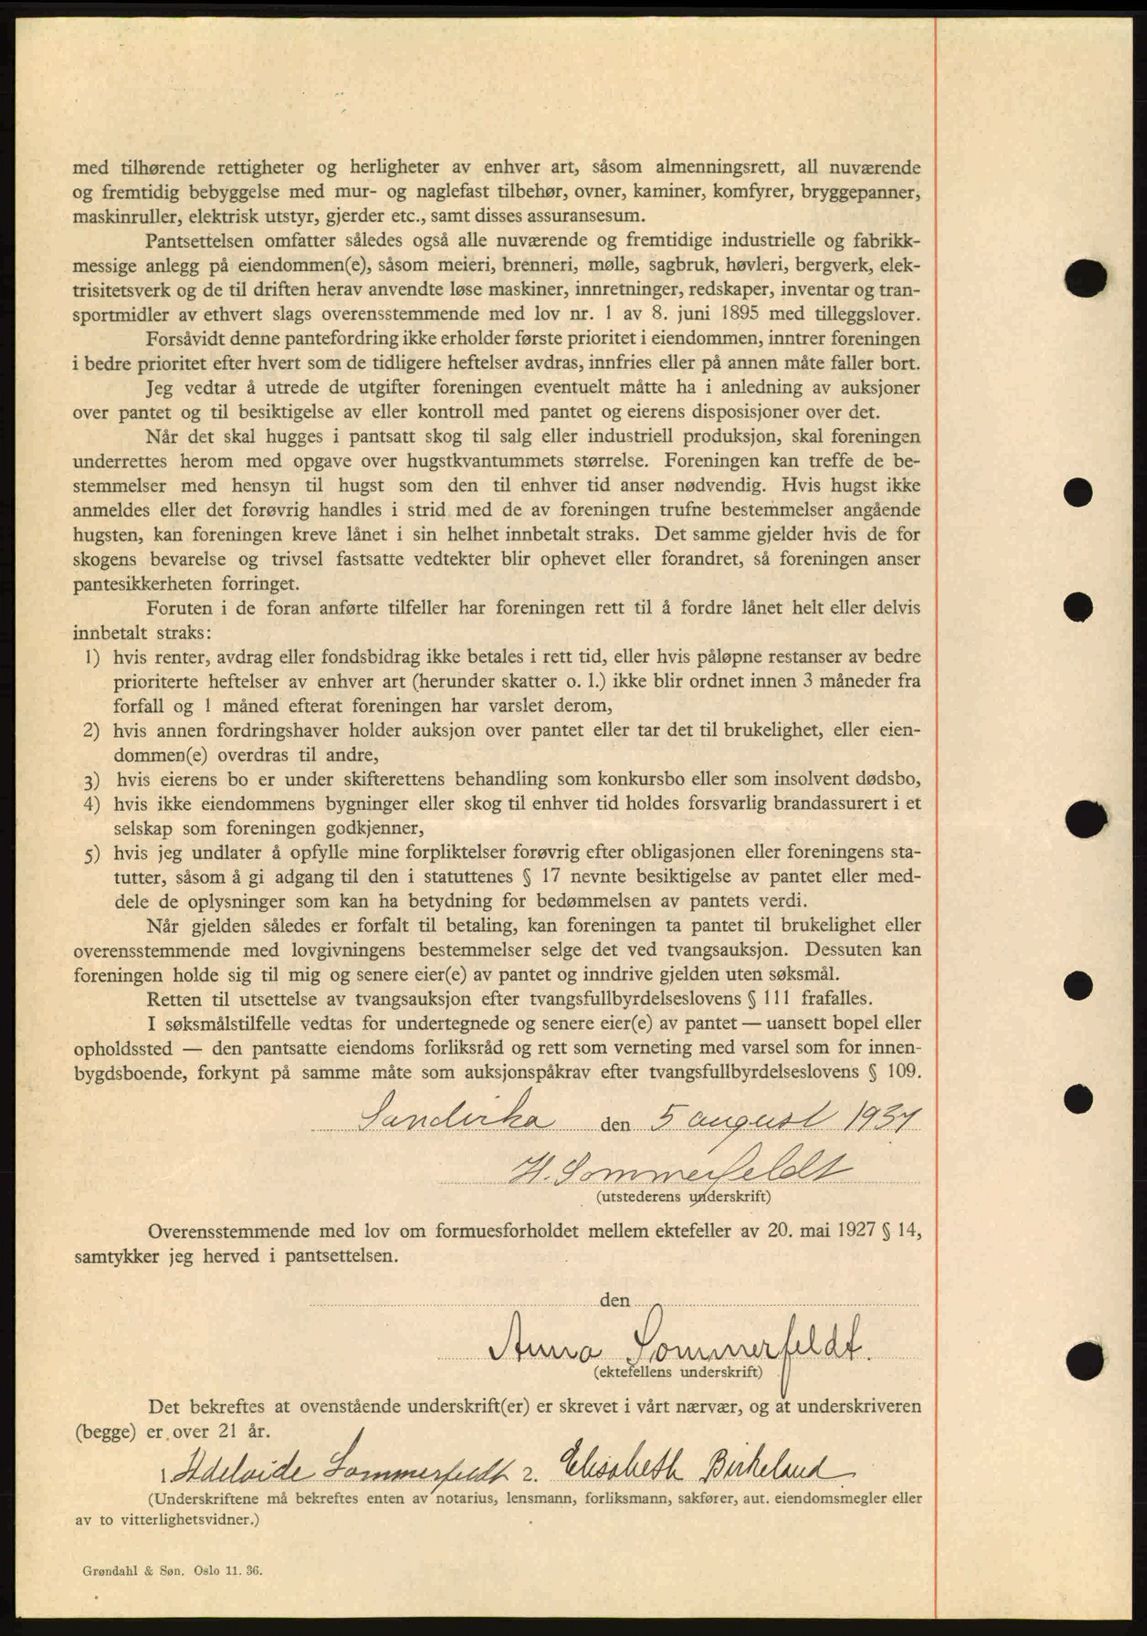 med tilhørende rettigheter og herligheter av enhver art, såsom almenningsrett, all nuværende
og fremtidig bebyggelse med mur- og naglefast tilbehør, ovner, kaminer, komfyrer, bryggepanner,
maskinruller, elektrisk utstyr, gjerder etc., samt disses assuransesum.
Pantsettelsen omfatter således også alle nuværende og fremtidige industrielle og fabrikk-
messige anlegg på eiendommen(e), såsom meieri, brenneri, mølle, sagbruk, høvleri, bergverk, elek-
trisitetsverk og de til driften herav anvendte løse maskiner, innretninger, redskaper, inventar og tran-
sportmidler av ethvert slags overensstemmende med lov nr. 1 av 8. juni 1895 med tilleggslover.
Forsåvidt denne pantefordring ikke erholder første prioritet i eiendommen, inntrer foreningen
i bedre prioritet efter hvert som de tidligere heftelser avdras, innfries eller på annen måte faller bort.
Jeg vedtar å utrede de utgifter foreningen eventuelt måtte ha i anledning av auksjoner
over pantet og til besiktigelse av eller kontroll med pantet og eierens disposisjoner over det.
Når det skal hugges i pantsatt skog til salg eller industriell produksjon, skal foreningen
underrettes herom med opgave over hugstkvantummets størrelse. Foreningen kan treffe de be-
stemmelser med hensyn til hugst som den til enhver tid anser nødvendig. Hvis hugst ikke
anmeldes eller det forøvrig handles i strid med de av foreningen trufne bestemmelser angående
hugsten, kan foreningen kreve lånet i sin helhet innbetalt straks. Det samme gjelder hvis de for
skogens bevarelse og trivsel fastsatte vedtekter blir ophevet eller forandret, så foreningen anser
pantesikkerheten forringet.
Foruten i de foran anførte tilfeller har foreningen rett til å fordre lånet helt eller delvis
innbetalt straks:
1) hvis renter, avdrag eller fondsbidrag ikke betales i rett tid, eller hvis påløpne restanser av bedre
prioriterte heftelser av enhver art (herunder skatter o. l.) ikke blir ordnet innen 3 måneder fra
forfall og 1 måned efterat foreningen har varslet derom,
2) hvis annen fordringshaver holder auksjon over pantet eller tar det til brukelighet, eller eien-
dommen(e) overdras til andre,
3) hvis eierens bo er under skifterettens behandling som konkursbo eller som insolvent dødsbo,
4) hvis ikke eiendommens bygninger eller skog til enhver tid holdes forsvarlig brandassurert i et
selskap som foreningen godkjenner,
5) hvis jeg undlater å opfylle mine forpliktelser forøvrig efter obligasjonen eller foreningens sta-
tutter, såsom å gi adgang til den i statuttenes § 17 nevnte besiktigelse av pantet eller med-
dele de oplysninger som kan ha betydning for bedømmelsen av pantets verdi.
Når gjelden således er forfalt til betaling, kan foreningen ta pantet til brukelighet eller
overensstemmende med lovgivningens bestemmelser selge det ved tvangsauksjon. Dessuten kan
foreningen holde sig til mig og senere eier(e) av pantet og inndrive gjelden uten søksmål.
Retten til utsettelse av tvangsauksjon efter tvangsfullbyrdelseslovens § 111 frafalles.
I søksmålstilfelle vedtas for undertegnede og senere eier(e) av pantet — uansett bopel eller
opholdssted — den pantsatte eiendoms forliksråd og rett som verneting med varsel som for innen-
bygdsboende, forkynt på samme måte som auksjonspåkrav efter tvangsfullbyrdelseslovens § 109.
Sandvika den 5 august 1937
H. Sommerfeldt
(utstederens underskrift)
Overensstemmende med lov om formuesforholdet mellem ektefeller av 20. mai 1927 § 14,
samtykker jeg herved i pantsettelsen.
den
Anna Sommerfeldt.
(ektefellens underskrift)
Det bekreftes at ovenstående underskrift(er) er skrevet i vårt nærvær, og at underskriveren
(begge) er over 21 år.
1 Adelaide Sommerfeldt 2. Elisabeth Birkeland
(Underskriftene må bekreftes enten av notarius, lensmann, forliksmann, sakfører, aut. eiendomsmegler eller
av to vitterlighetsvidner.)
Grøndahl & Søn. Oslo 11. 36.